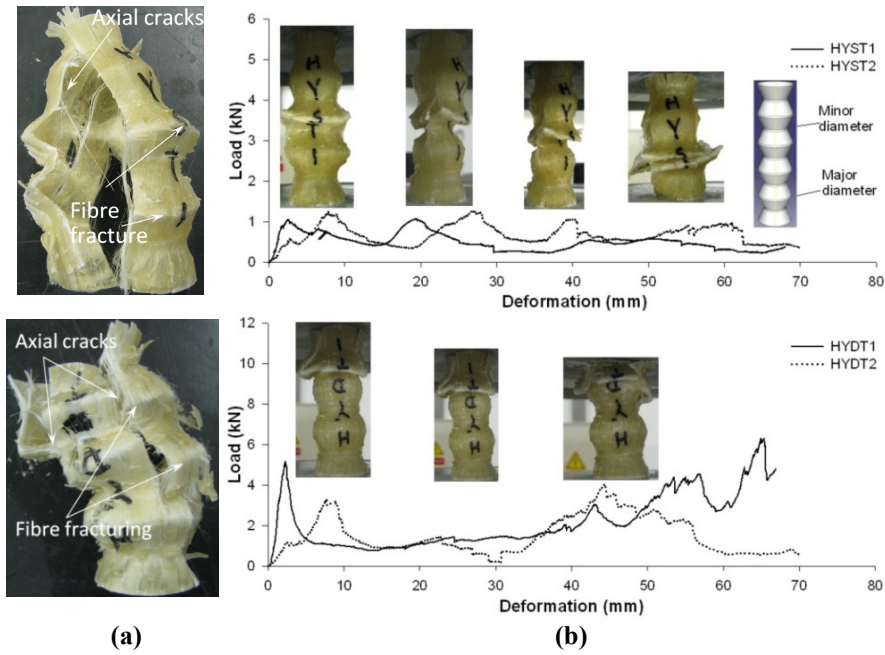 Axial cracks
Fibre
fracture
6
5
4
3
2
1
0
Load (kN)
HYST1
HYST2
Minor
diameter
Major
diameter
0 10 20 30 40 50 60 70 80
Deformation (mm)
Axial cracks
Fibre fracturing
12
10
8
6
4
2
0
Load (kN)
HYDT1
HYDT2
0 10 20 30 40 50 60 70 80
Deformation (mm)
(a)
(b)